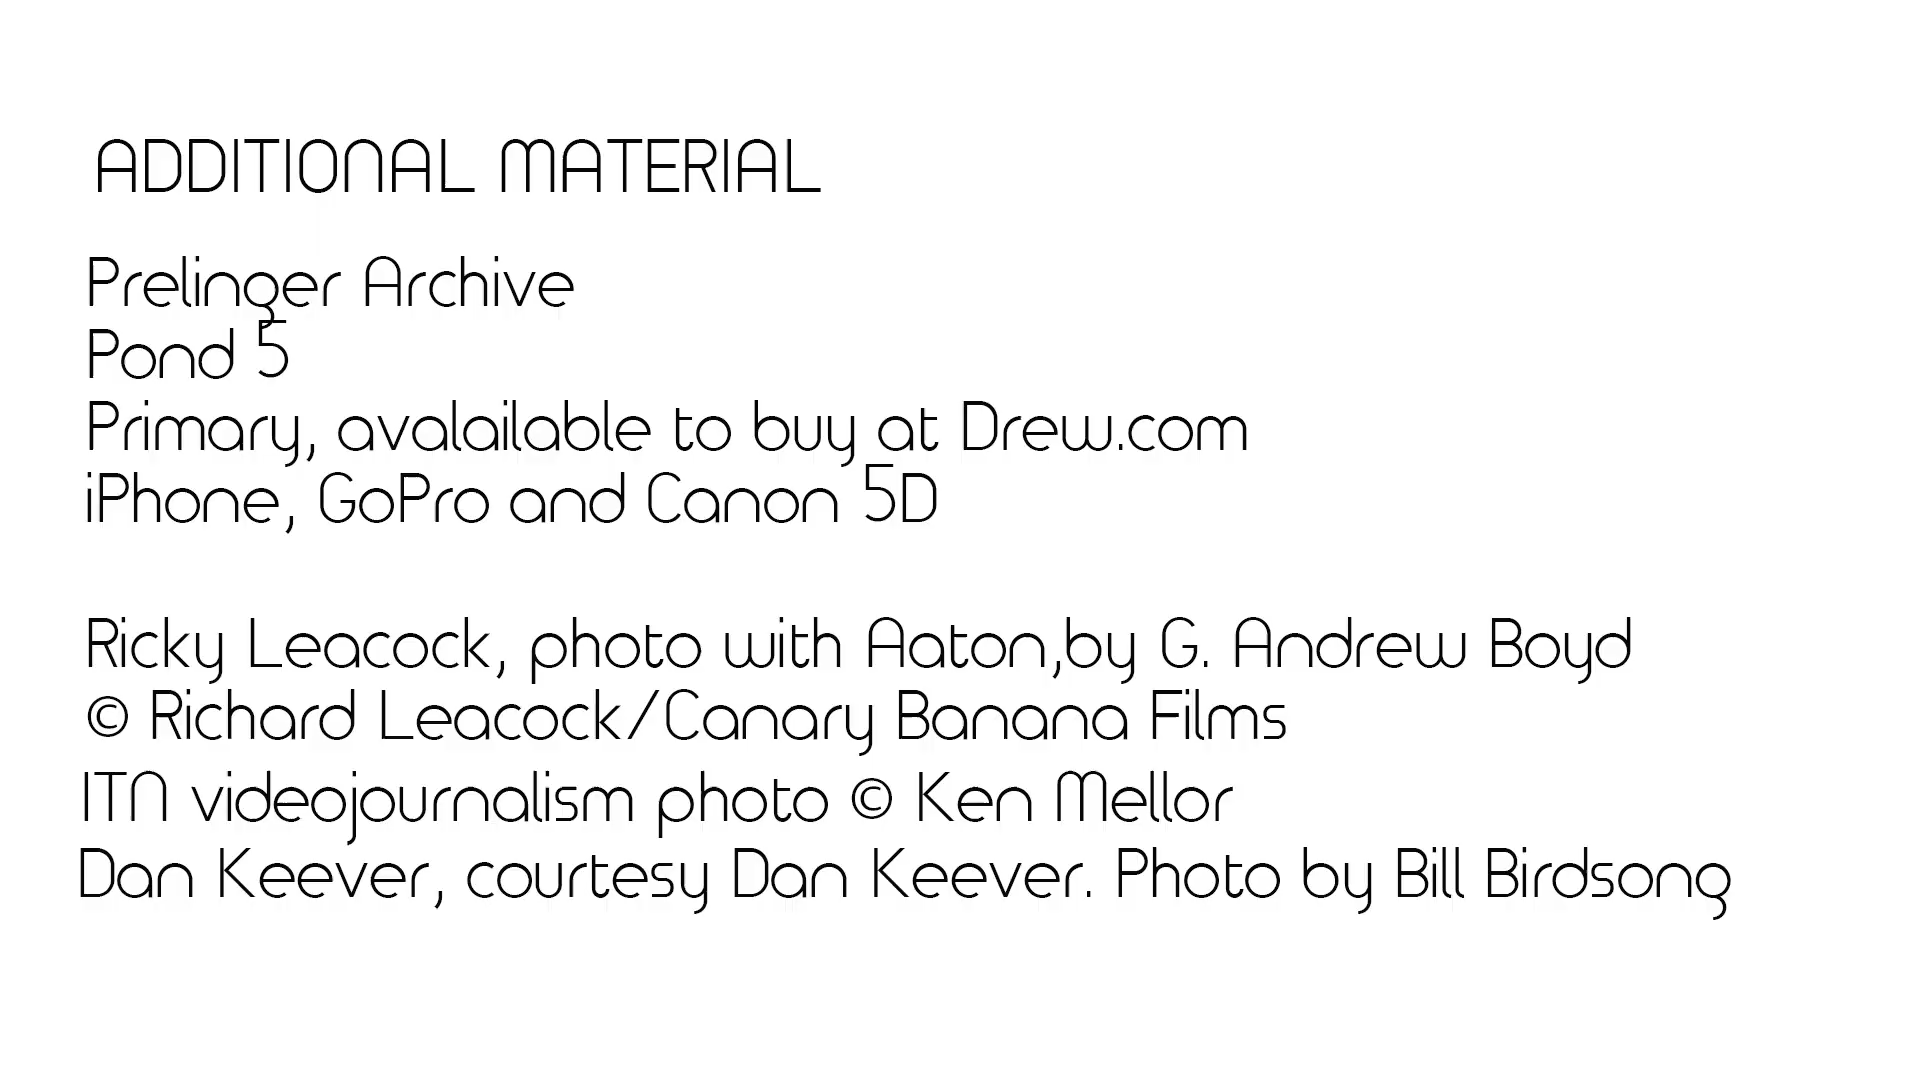 ADDITIONAL MATERIAL
Prelinger Archive
Pond 5
Primary, avalailable to buy at Drew.com
iPhone, GoPro and Canon 5D
Ricky Leacock, photo with Aaton,by G. Andrew Boyd
© Richard Leacock/Canary Banana Films
ITN videojournalism photo © Ken Mellor
Dan Keever, courtesy Dan Keever. Photo by Bill Birdsong